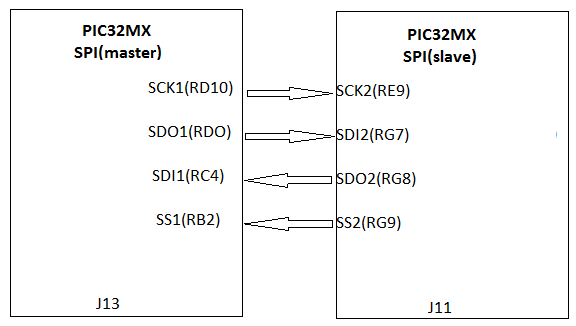 PIC32MX
SPI(master)
PIC32MX
SPI(slave)
SCK1(RD10)
SCK2(RE9)
SDO1(RDO)
SDI2(RG7)
SDI1(RC4)
SDO2(RG8)
SS1(RB2)
SS2(RG9)
J13
J11